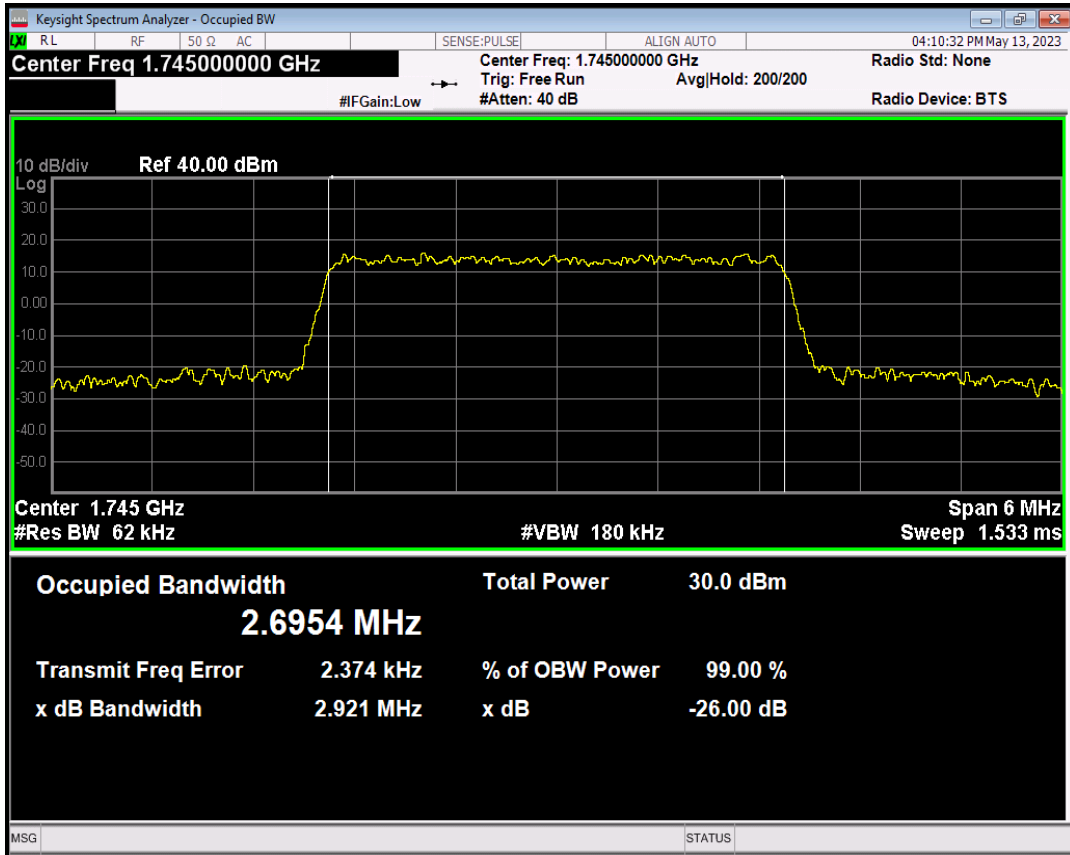 Keysight Spectrum Analyzer - Occupied BW
LXI RL RF 50 Ω AC SENSE:PULSE ALIGN AUTO 04:10:32 PM May 13, 2023
Center Freq 1.745000000 GHz Center Freq: 1.745000000 GHz Radio Std: None
Trig: Free Run Avg|Hold: 200/200
#IFGain:Low #Atten: 40 dB Radio Device: BTS
10 dB/div Ref 40.00 dBm
Log
30.0
20.0
10.0
0.00
-10.0
-20.0
-30.0
-40.0
-50.0
Center 1.745 GHz Span 6 MHz
#Res BW 62 kHz #VBW 180 kHz Sweep 1.533 ms
Occupied Bandwidth Total Power 30.0 dBm
2.6954 MHz
Transmit Freq Error 2.374 kHz % of OBW Power 99.00 %
x dB Bandwidth 2.921 MHz x dB -26.00 dB
MSG STATUS